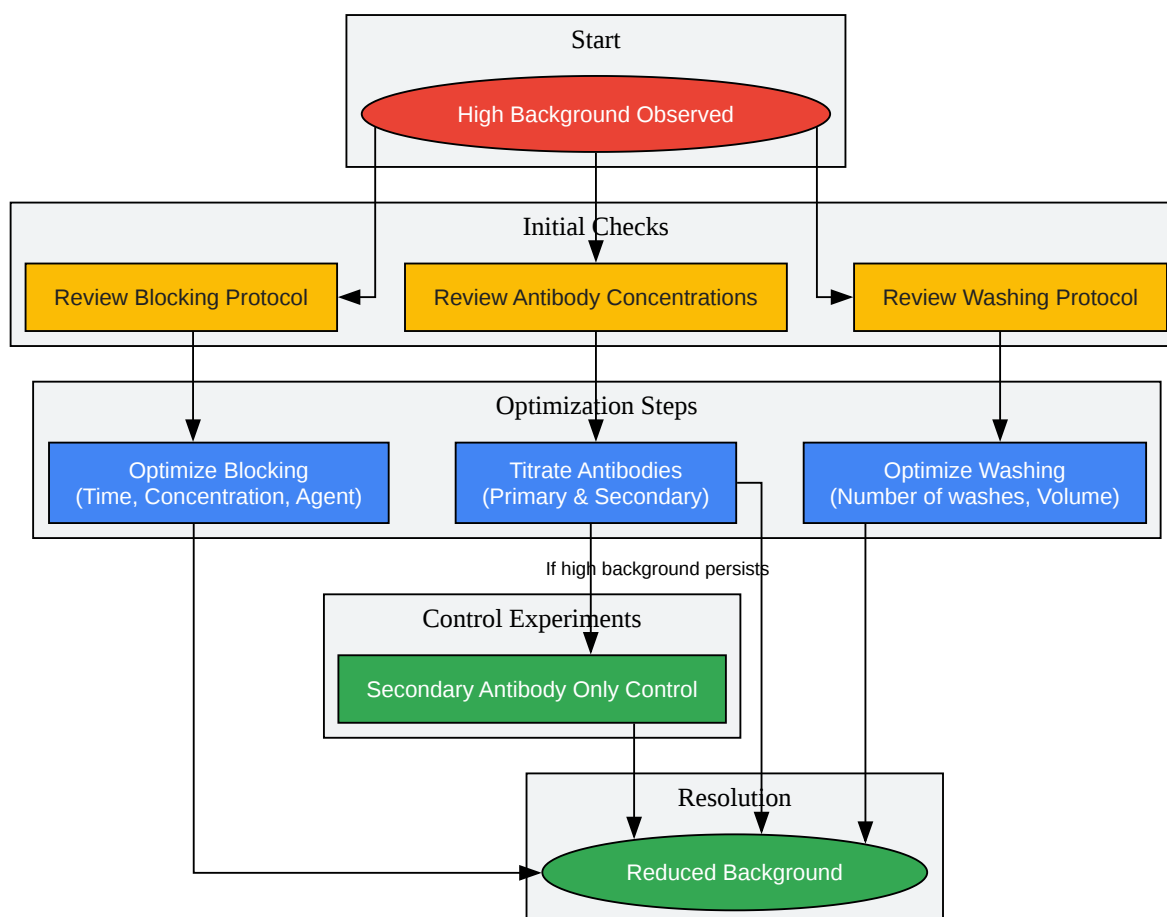 Start
High Background Observed
Initial Checks
Review Blocking Protocol
Review Antibody Concentrations
Review Washing Protocol
Optimization Steps
Optimize Blocking
(Time, Concentration, Agent)
Titrate Antibodies
(Primary & Secondary)
Optimize Washing
(Number of washes, Volume)
If high background persists
Control Experiments
Secondary Antibody Only Control
Resolution
Reduced Background